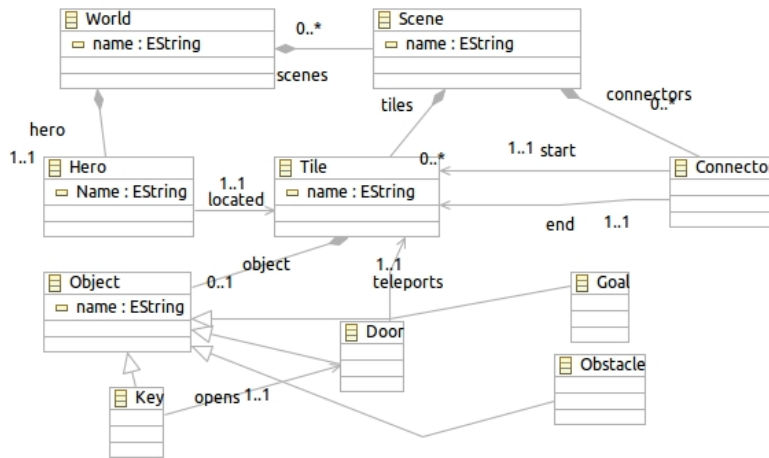 World
name : EString
0..*
scenes
Scene
name : EString
tiles
connectors
0..*
hero
1..1
Hero
Name : EString
1..1
located
Tile
name : EString
0..*
1..1 start
Connector
end 1..1
object
0..1
1..1
teleports
Object
name : EString
Goal
Door
Obstacle
Key
opens 1..1